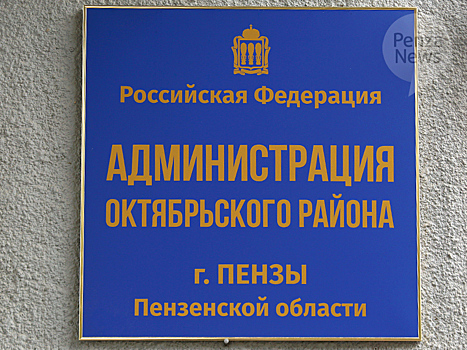 Penza
News
Российская Федерация
АДМИНИСТРАЦИЯ
ОКТЯБРЬСКОГО РАЙОНА
г. ПЕНЗЫ
Пензенской области